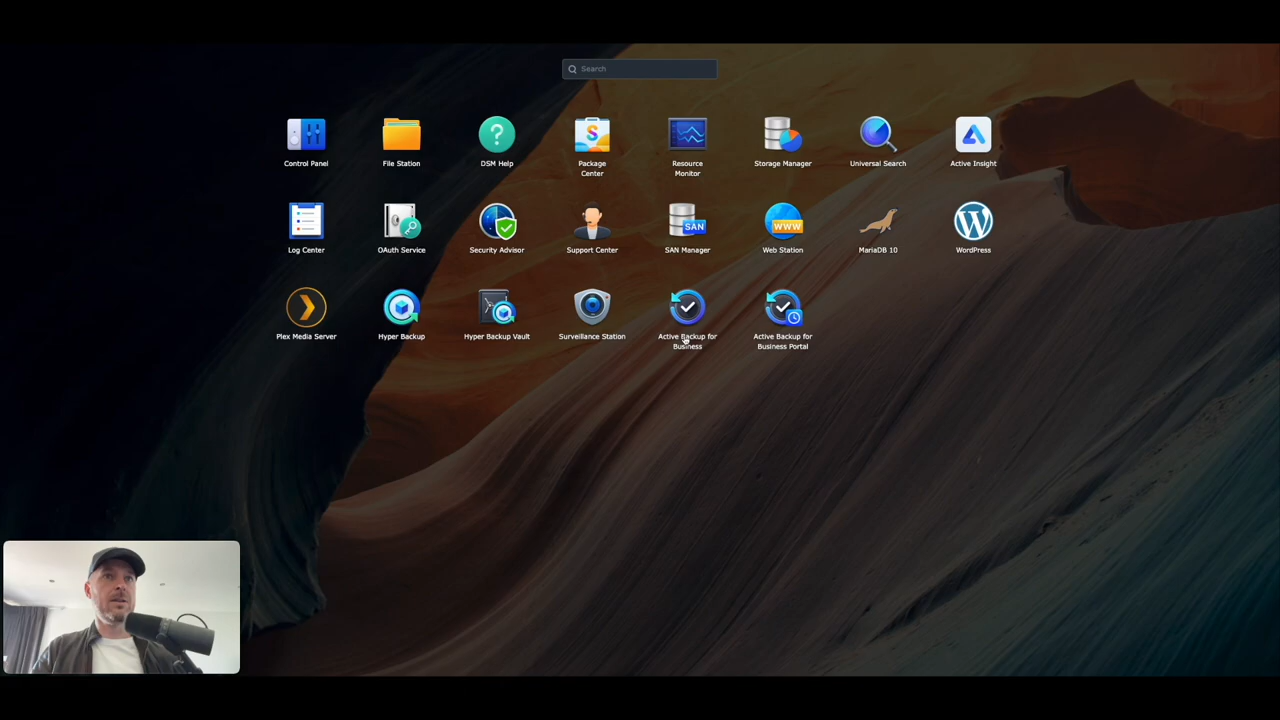 Search
Control Panel
File Station
DSM Help
Package
Center
Resource
Monitor
Storage Manager
Universal Search
Active Insight
Log Center
OAuth Service
Security Advisor
Support Center
SAN
SAN Manager
WWW
Web Station
MariaDB 10
WordPress
Plex Media Server
Hyper Backup
Hyper Backup Vault
Surveillance Station
Active Backup for
Business
Active Backup for
Business Portal